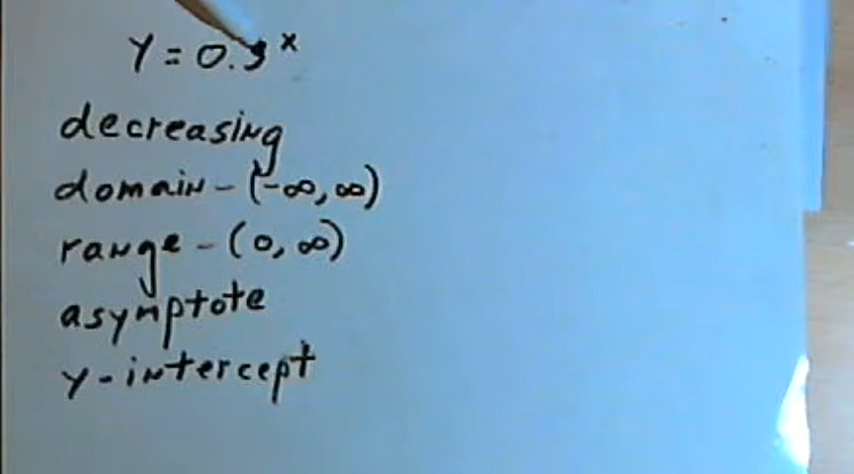 y = 0.9ˣ
decreasing
domain - (-∞, ∞)
range - (0, ∞)
asymptote
y-intercept